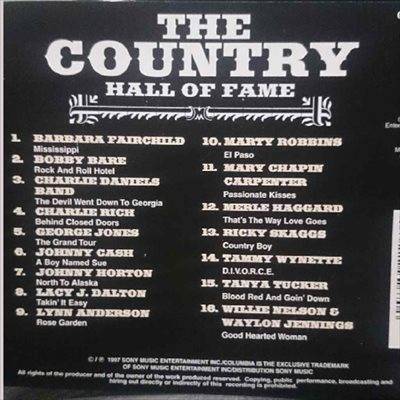 THE
COUNTRY
HALL OF FAME
1. BARBARA FAIRCHILD
Mississippi
2. BOBBY BARE
Rock And Roll Hotel
3. CHARLIE DANIELS
BAND
The Devil Went Down To Georgia
4. CHARLIE RICH
Behind Closed Doors
5. GEORGE JONES
The Grand Tour
6. JOHNNY CASH
A Boy Named Sue
7. JOHNNY HORTON
North To Alaska
8. LACY J. DALTON
Takin' It Easy
9. LYNN ANDERSON
Rose Garden
10. MARTY ROBBINS
El Paso
11. MARY CHAPIN
CARPENTER
Passionate Kisses
12. MERLE HAGGARD
That's The Way Love Goes
13. RICKY SKAGGS
Country Boy
14. TAMMY WYNETTE
D.I.V.O.R.C.E.
15. TANYA TUCKER
Blood Red And Goin' Down
16. WILLIE NELSON &
WAYLON JENNINGS
Good Hearted Woman
© / ℗ 1997 SONY MUSIC ENTERTAINMENT INC./COLUMBIA IS THE EXCLUSIVE TRADEMARK
OF SONY MUSIC ENTERTAINMENT INC/DISTRIBUTION SONY MUSIC
All rights of the producer and of the owner of the work produced reserved. Copying, public performance, broadcasting and
hiring out directly or indirectly of this recording is prohibited.